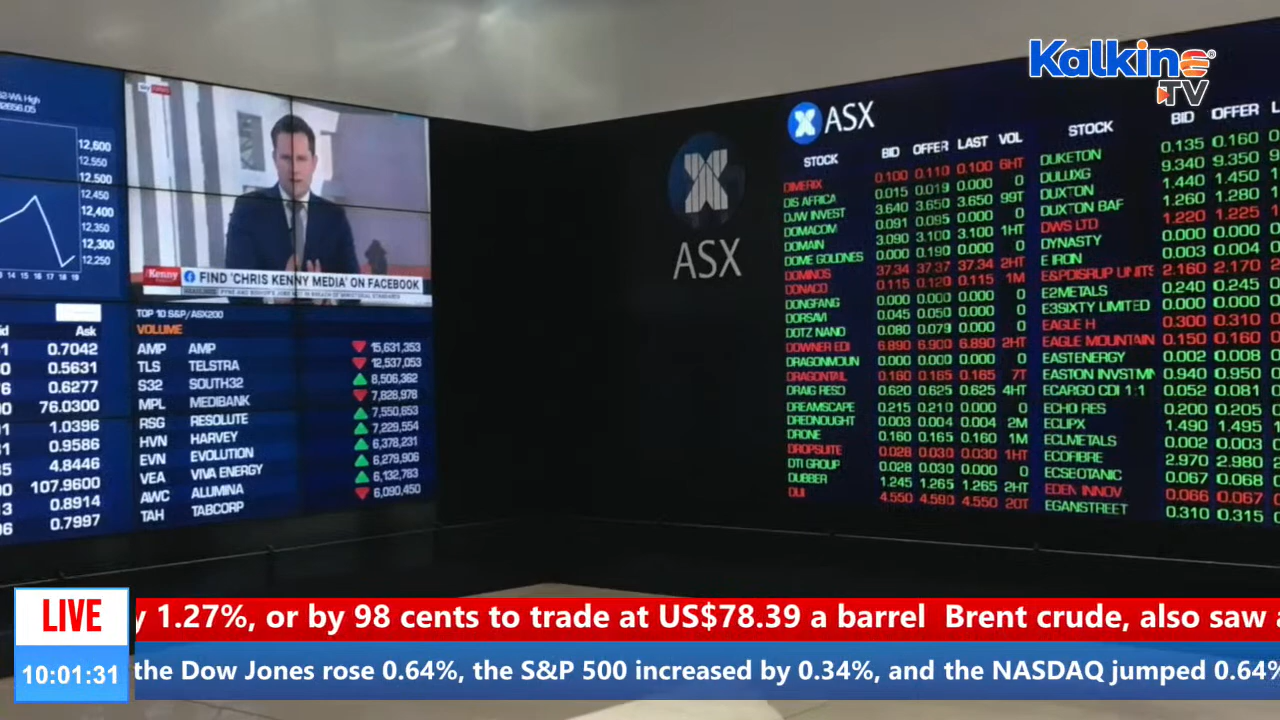 Kalkine®
TV
52-Wk High
12,600
12,550
12,500
12,450
12,400
12,350
12,300
12,250
13 14 15 16 17 18 19
Kenny
FIND 'CHRIS KENNY MEDIA' ON FACEBOOK
Ask
0.7042
0.5631
0.6277
76.0300
1.0396
0.9586
4.8446
107.9600
0.8914
0.7997
TOP 10 S&P/ASX200
VOLUME
AMP AMP 15,631,353
TLS TELSTRA 12,537,053
S32 SOUTH32 8,506,362
MPL MEDIBANK 7,828,978
RSG RESOLUTE 7,550,653
HVN HARVEY 7,229,554
EVN EVOLUTION 6,378,231
VEA VIVA ENERGY 6,279,906
AWC ALUMINA 6,132,783
TAH TABCORP 6,090,450
ASX
ASX
STOCK BID OFFER LAST VOL
DIMERIX 0.100 0.110 0.100 6HT
DIS AFRICA 0.015 0.019 0.000 0
DJW INVEST 3.640 3.650 3.650 99T
DOMACOM 0.091 0.095 0.000 0
DOMAIN 3.090 3.100 3.100 1HT
DOME GOLDNES 0.000 0.190 0.000 0
DOMINOS 37.34 37.37 37.34 2HT
DONACO 0.115 0.120 0.115 1M
DONGFANG 0.000 0.000 0.000 0
DORSAVI 0.045 0.050 0.000 0
DOTZ NANO 0.080 0.079 0.000 0
DOWNER EDI 6.890 6.900 6.890 2HT
DRAGONMOUN 0.000 0.000 0.000 0
DRAGONTAIL 0.160 0.165 0.165 7T
DRAIG RESO 0.620 0.625 0.625 4HT
DREAMSCAPE 0.215 0.210 0.000 0
DREDNOUGHT 0.003 0.004 0.004 2M
DRONE 0.160 0.165 0.160 1M
DROPSUITE 0.028 0.030 0.030 1HT
DTI GROUP 0.028 0.030 0.000 0
DUBBER 1.245 1.265 1.265 2HT
DUI 4.550 4.590 4.550 20T
STOCK BID OFFER
DUKETON 0.135 0.160
DULUXG 9.340 9.350
DUXTON 1.440 1.450
DUXTON BAF 1.260 1.280
DWS LTD 1.220 1.225
DYNASTY 0.000 0.000
E IRON 0.003 0.004
E&PDISRUP UNITS 2.160 2.170
E2METALS 0.240 0.245
E3SIXTY LIMITED 0.000 0.000
EAGLE H 0.300 0.310
EAGLE MOUNTAIN 0.150 0.160
EASTENERGY 0.002 0.008
EASTON INVSTMN 0.940 0.950
ECARGO CDI 1:1 0.052 0.081
ECHO RES 0.200 0.205
ECLIPX 1.490 1.495
ECLMETALS 0.002 0.003
ECOFIBRE 2.970 2.980
ECSEOTANIC 0.067 0.068
EDEN INNOV 0.066 0.067
EGANSTREET 0.310 0.315
LIVE
10:01:31
y 1.27%, or by 98 cents to trade at US$78.39 a barrel Brent crude, also saw
the Dow Jones rose 0.64%, the S&P 500 increased by 0.34%, and the NASDAQ jumped 0.64%